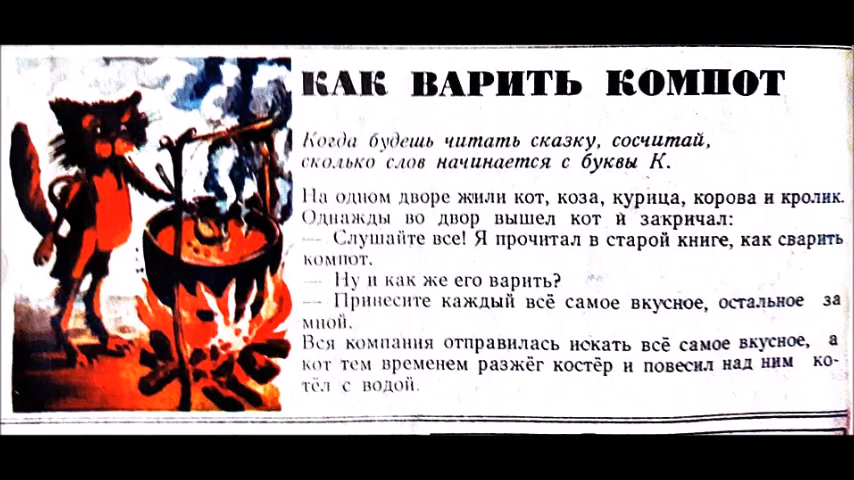 КАК ВАРИТЬ КОМПОТ
Когда будешь читать сказку, сосчитай,
сколько слов начинается с буквы К.
На одном дворе жили кот, коза, курица, корова и кролик.
Однажды во двор вышел кот и закричал:
— Слушайте все! Я прочитал в старой книге, как сварить
компот.
— Ну и как же его варить?
— Принесите каждый всё самое вкусное, остальное за
мной.
Вся компания отправилась искать всё самое вкусное, а
кот тем временем разжёг костёр и повесил над ним ко-
тёл с водой.